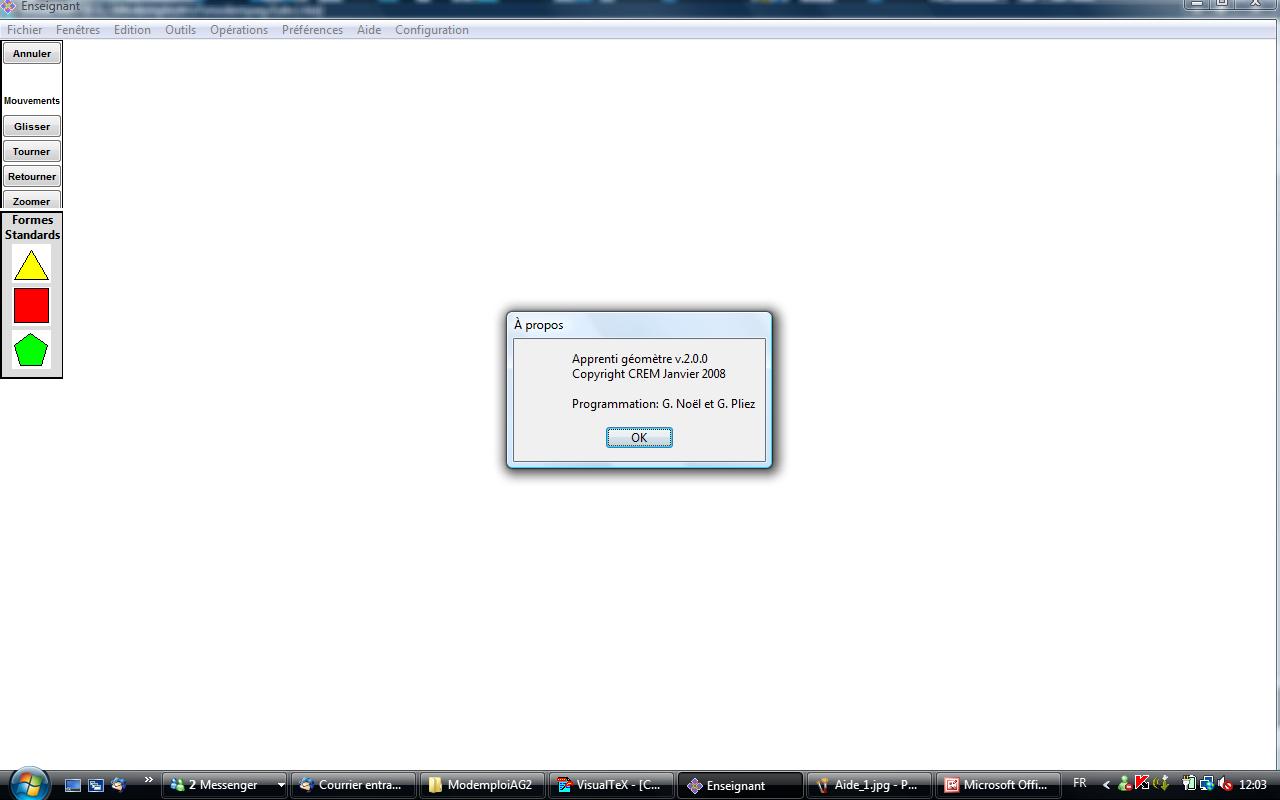 Enseignant
Fichier Fenêtres Edition Outils Opérations Préférences Aide Configuration
Annuler
Mouvements
Glisser
Tourner
Retourner
Zoomer
Formes
Standards
À propos
Apprenti géomètre v.2.0.0
Copyright CREM Janvier 2008
Programmation: G. Noël et G. Pliez
OK
2 Messenger
Courrier entra...
ModemploiAG2
VisualTeX - [C...
Enseignant
Aide_1.jpg - P...
Microsoft Offi...
FR
12:03